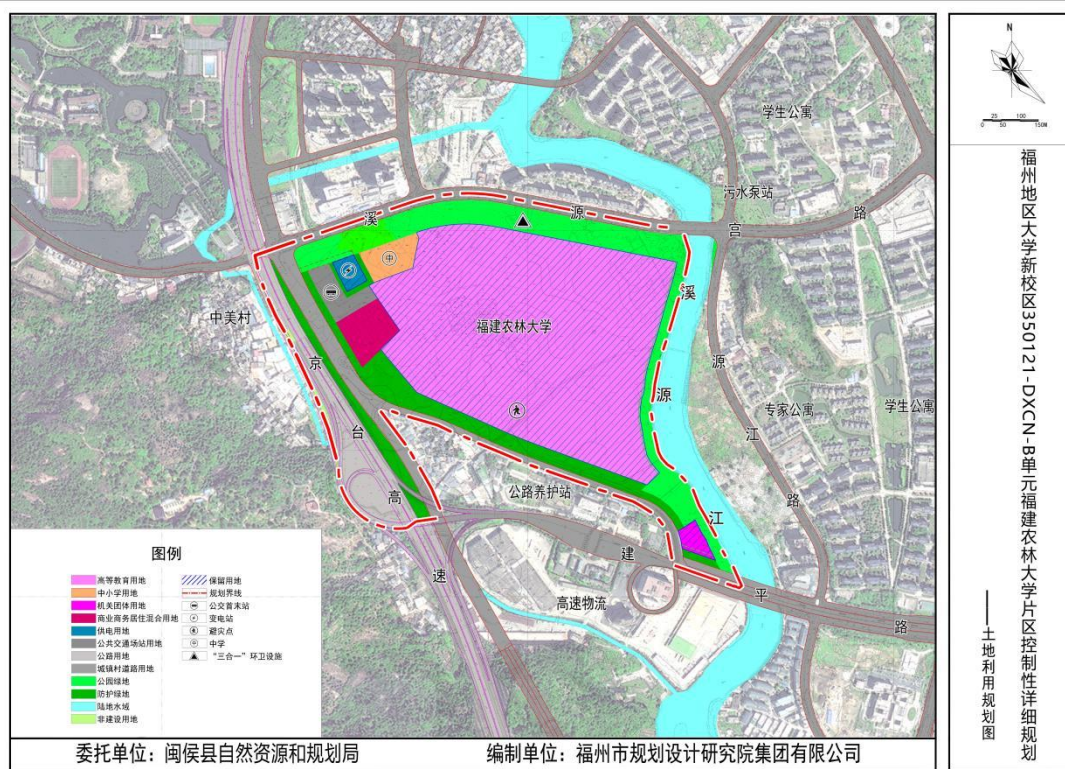 学生公寓
污水泵站
溪
源
宫
路
中美村
福建农林大学
溪
源
江
源
江
路
专家公寓
学生公寓
京
台
高
速
公路养护站
建
平
路
高速物流
图例
高等教育用地
中小学用地
机关团体用地
商业商务居住混合用地
供电用地
公共交通场站用地
公路用地
城镇村道路用地
公园绿地
防护绿地
陆地水域
非建设用地
保留用地
规划界线
公交首末站
变电站
避灾点
中学
“三合一”环卫设施
中
委托单位：闽侯县自然资源和规划局
编制单位：福州市规划设计研究院集团有限公司
N
0 25 50 100 150M
福州地区大学新校区350121-DXCN-B单元福建农林大学片区控制性详细规划
——土地利用规划图